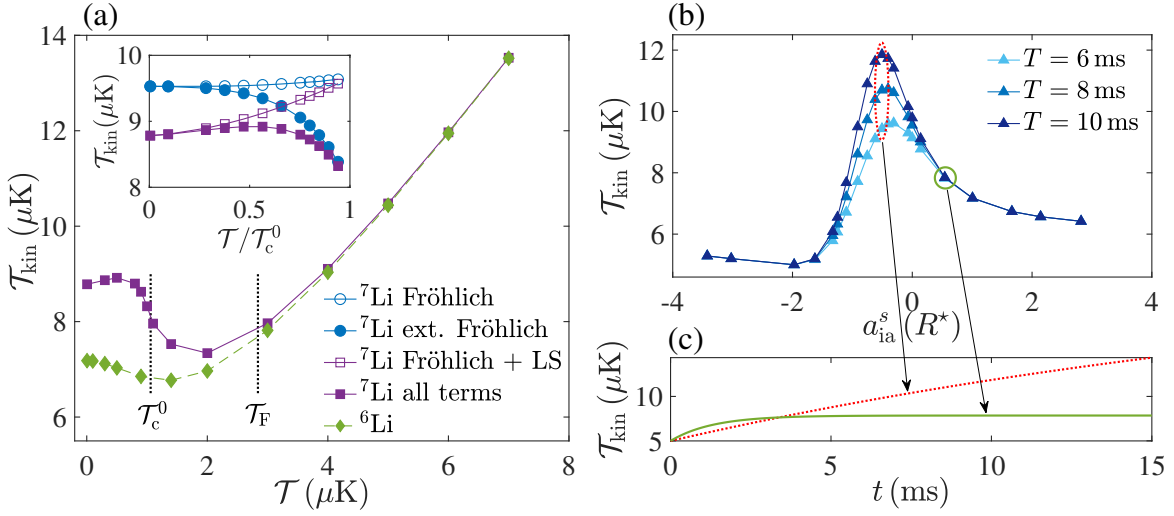 (a)
14
12
10
8
6
𝒯kin (μK)
0 2 4 6 8
𝒯 (μK)
10
9
8
𝒯kin (μK)
0 0.5 1
𝒯/𝒯c⁰
⁷Li Fröhlich
⁷Li ext. Fröhlich
⁷Li Fröhlich + LS
⁷Li all terms
⁶Li
𝒯c⁰
𝒯F
(b)
12
10
8
6
𝒯kin (μK)
T = 6 ms
T = 8 ms
T = 10 ms
-4 -2 0 2 4
aˢia (R⋆)
(c)
10
5
𝒯kin (μK)
0 5 10 15
t (ms)